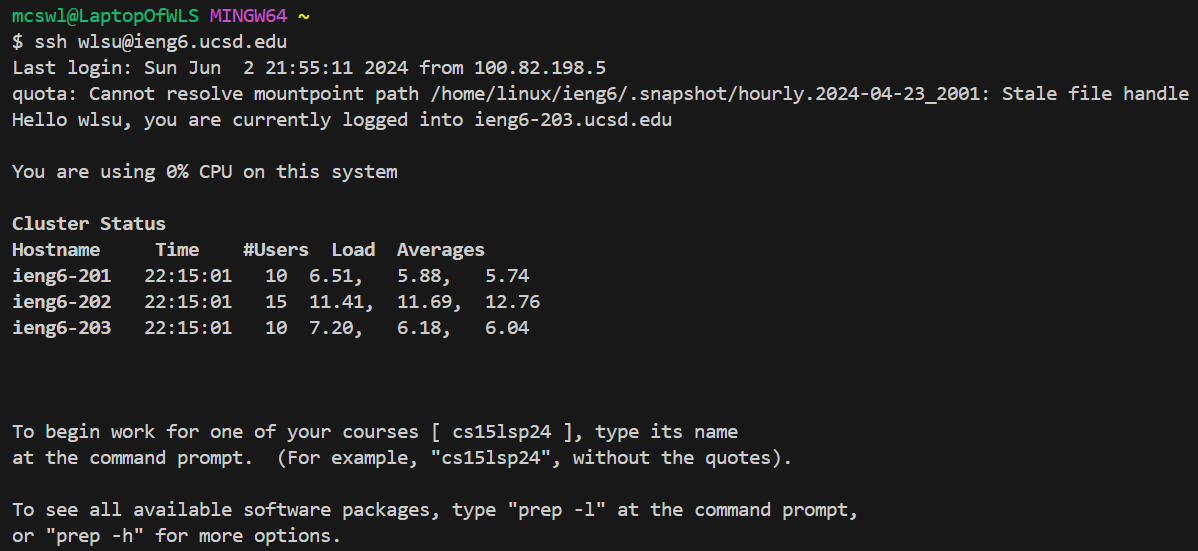 mcswl@LaptopOfWLS MINGW64 ~
$ ssh wlsu@ieng6.ucsd.edu
Last login: Sun Jun  2 21:55:11 2024 from 100.82.198.5
quota: Cannot resolve mountpoint path /home/linux/ieng6/.snapshot/hourly.2024-04-23_2001: Stale file handle
Hello wlsu, you are currently logged into ieng6-203.ucsd.edu
You are using 0% CPU on this system
Cluster Status
Hostname     Time    #Users  Load  Averages
ieng6-201   22:15:01   10  6.51,   5.88,   5.74
ieng6-202   22:15:01   15  11.41,  11.69,  12.76
ieng6-203   22:15:01   10  7.20,   6.18,   6.04
To begin work for one of your courses [ cs15lsp24 ], type its name
at the command prompt.  (For example, "cs15lsp24", without the quotes).
To see all available software packages, type "prep -l" at the command prompt,
or "prep -h" for more options.